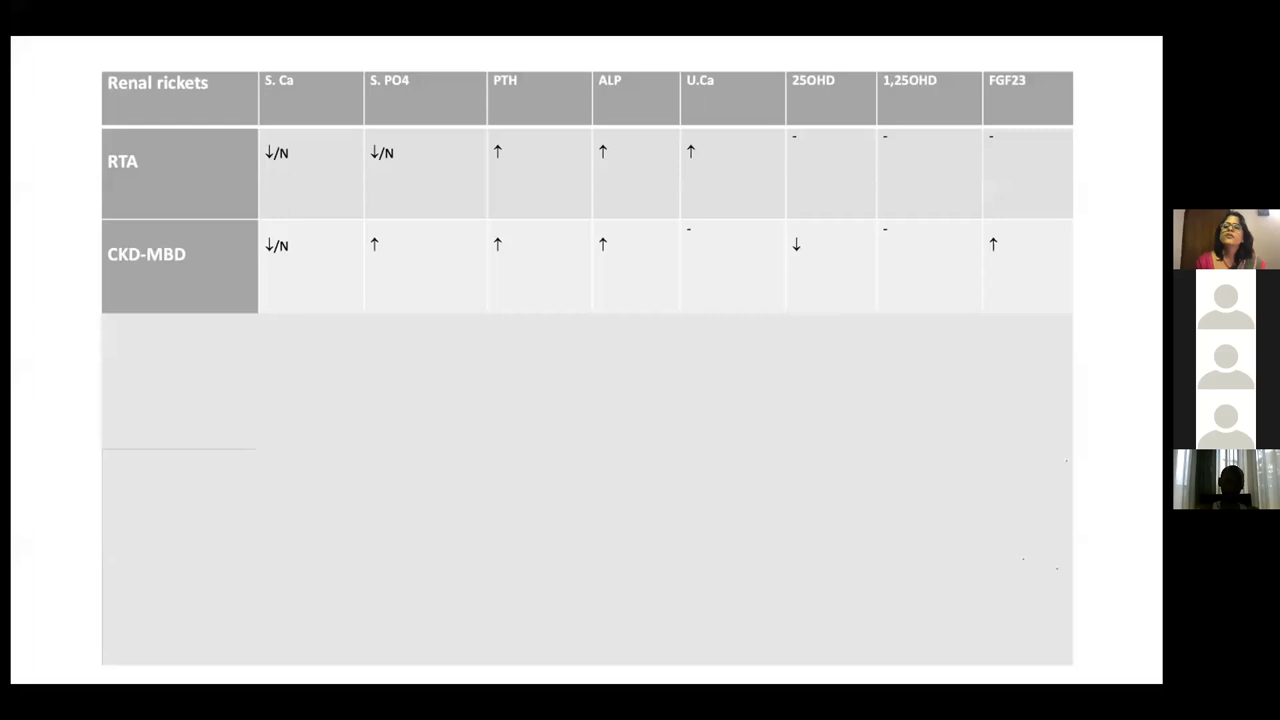 Renal rickets S. Ca S. PO4 PTH ALP U.Ca 25OHD 1,25OHD FGF23
RTA ↓/N ↓/N ↑ ↑ ↑ - - -
CKD-MBD ↓/N ↑ ↑ ↑ - ↓ - ↑